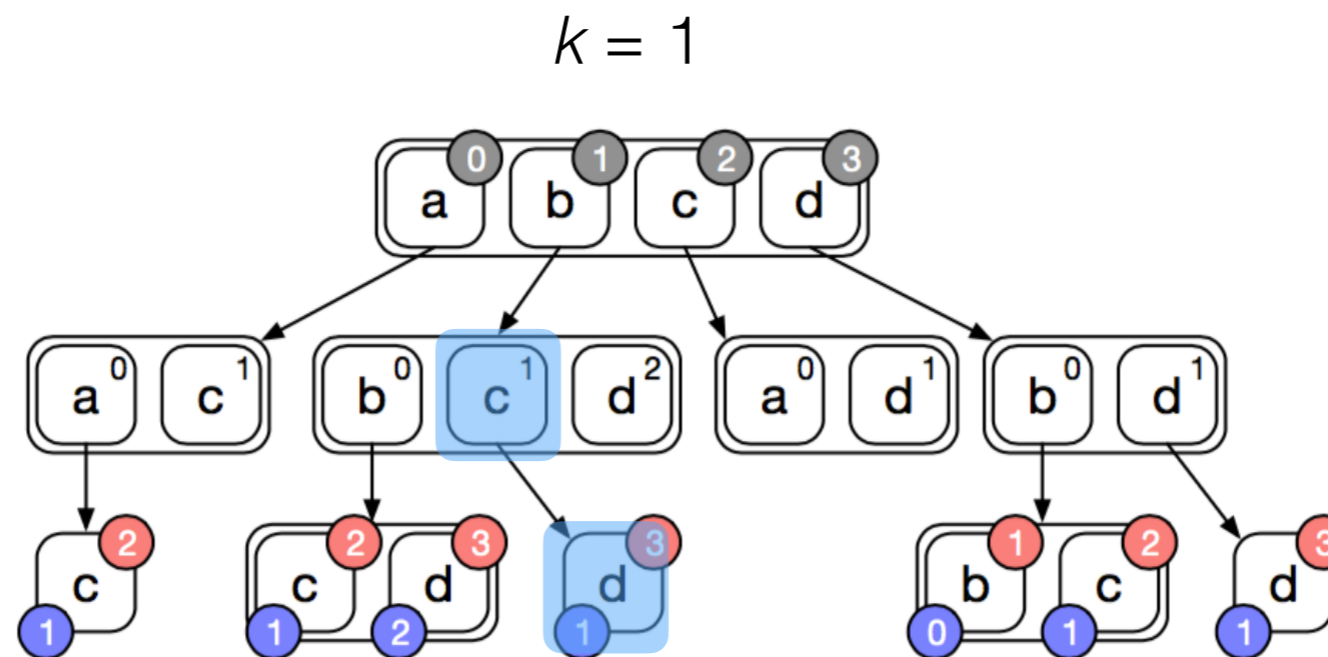 k = 1
0 1 2 3
a b c d
a 0 c 1 b 0 c 1 d 2 a 0 d 1 b 0 d 1
2 2 3 3 1 2 3
c c d d b c d
1 1 2 1 0 1 1